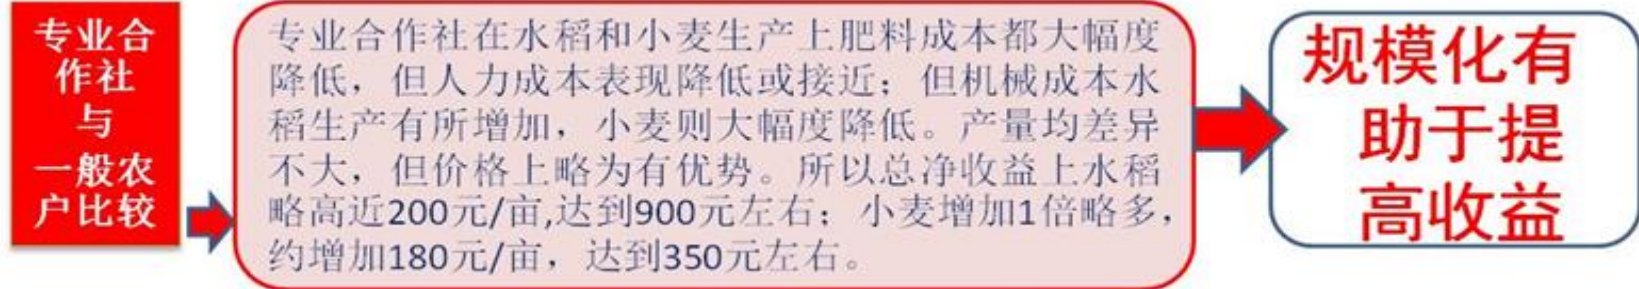 专业合
作社
与
一般农
户比较
专业合作社在水稻和小麦生产上肥料成本都大幅度
降低，但人力成本表现降低或接近；但机械成本水
稻生产有所增加，小麦则大幅度降低。产量均差异
不大，但价格上略为有优势。所以总净收益上水稻
略高近200元/亩,达到900元左右；小麦增加1倍略多，
约增加180元/亩，达到350元左右。
规模化有
助于提
高收益